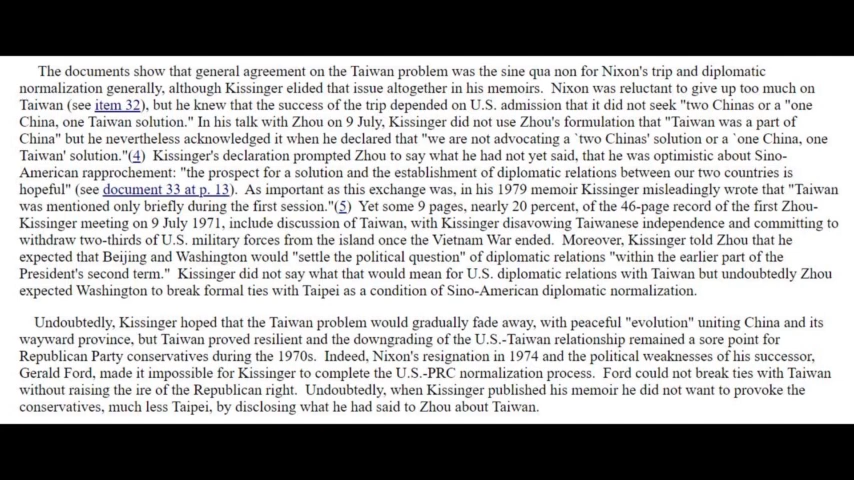 The documents show that general agreement on the Taiwan problem was the sine qua non for Nixon's trip and diplomatic
normalization generally, although Kissinger elided that issue altogether in his memoirs. Nixon was reluctant to give up too much on
Taiwan (see item 32), but he knew that the success of the trip depended on U.S. admission that it did not seek "two Chinas or a "one
China, one Taiwan solution." In his talk with Zhou on 9 July, Kissinger did not use Zhou's formulation that "Taiwan was a part of
China" but he nevertheless acknowledged it when he declared that "we are not advocating a `two Chinas' solution or a `one China, one
Taiwan' solution."(4) Kissinger's declaration prompted Zhou to say what he had not yet said, that he was optimistic about Sino-
American rapprochement: "the prospect for a solution and the establishment of diplomatic relations between our two countries is
hopeful" (see document 33 at p. 13). As important as this exchange was, in his 1979 memoir Kissinger misleadingly wrote that "Taiwan
was mentioned only briefly during the first session."(5) Yet some 9 pages, nearly 20 percent, of the 46-page record of the first Zhou-
Kissinger meeting on 9 July 1971, include discussion of Taiwan, with Kissinger disavowing Taiwanese independence and committing to
withdraw two-thirds of U.S. military forces from the island once the Vietnam War ended. Moreover, Kissinger told Zhou that he
expected that Beijing and Washington would "settle the political question" of diplomatic relations "within the earlier part of the
President's second term." Kissinger did not say what that would mean for U.S. diplomatic relations with Taiwan but undoubtedly Zhou
expected Washington to break formal ties with Taipei as a condition of Sino-American diplomatic normalization.
Undoubtedly, Kissinger hoped that the Taiwan problem would gradually fade away, with peaceful "evolution" uniting China and its
wayward province, but Taiwan proved resilient and the downgrading of the U.S.-Taiwan relationship remained a sore point for
Republican Party conservatives during the 1970s. Indeed, Nixon's resignation in 1974 and the political weaknesses of his successor,
Gerald Ford, made it impossible for Kissinger to complete the U.S.-PRC normalization process. Ford could not break ties with Taiwan
without raising the ire of the Republican right. Undoubtedly, when Kissinger published his memoir he did not want to provoke the
conservatives, much less Taipei, by disclosing what he had said to Zhou about Taiwan.